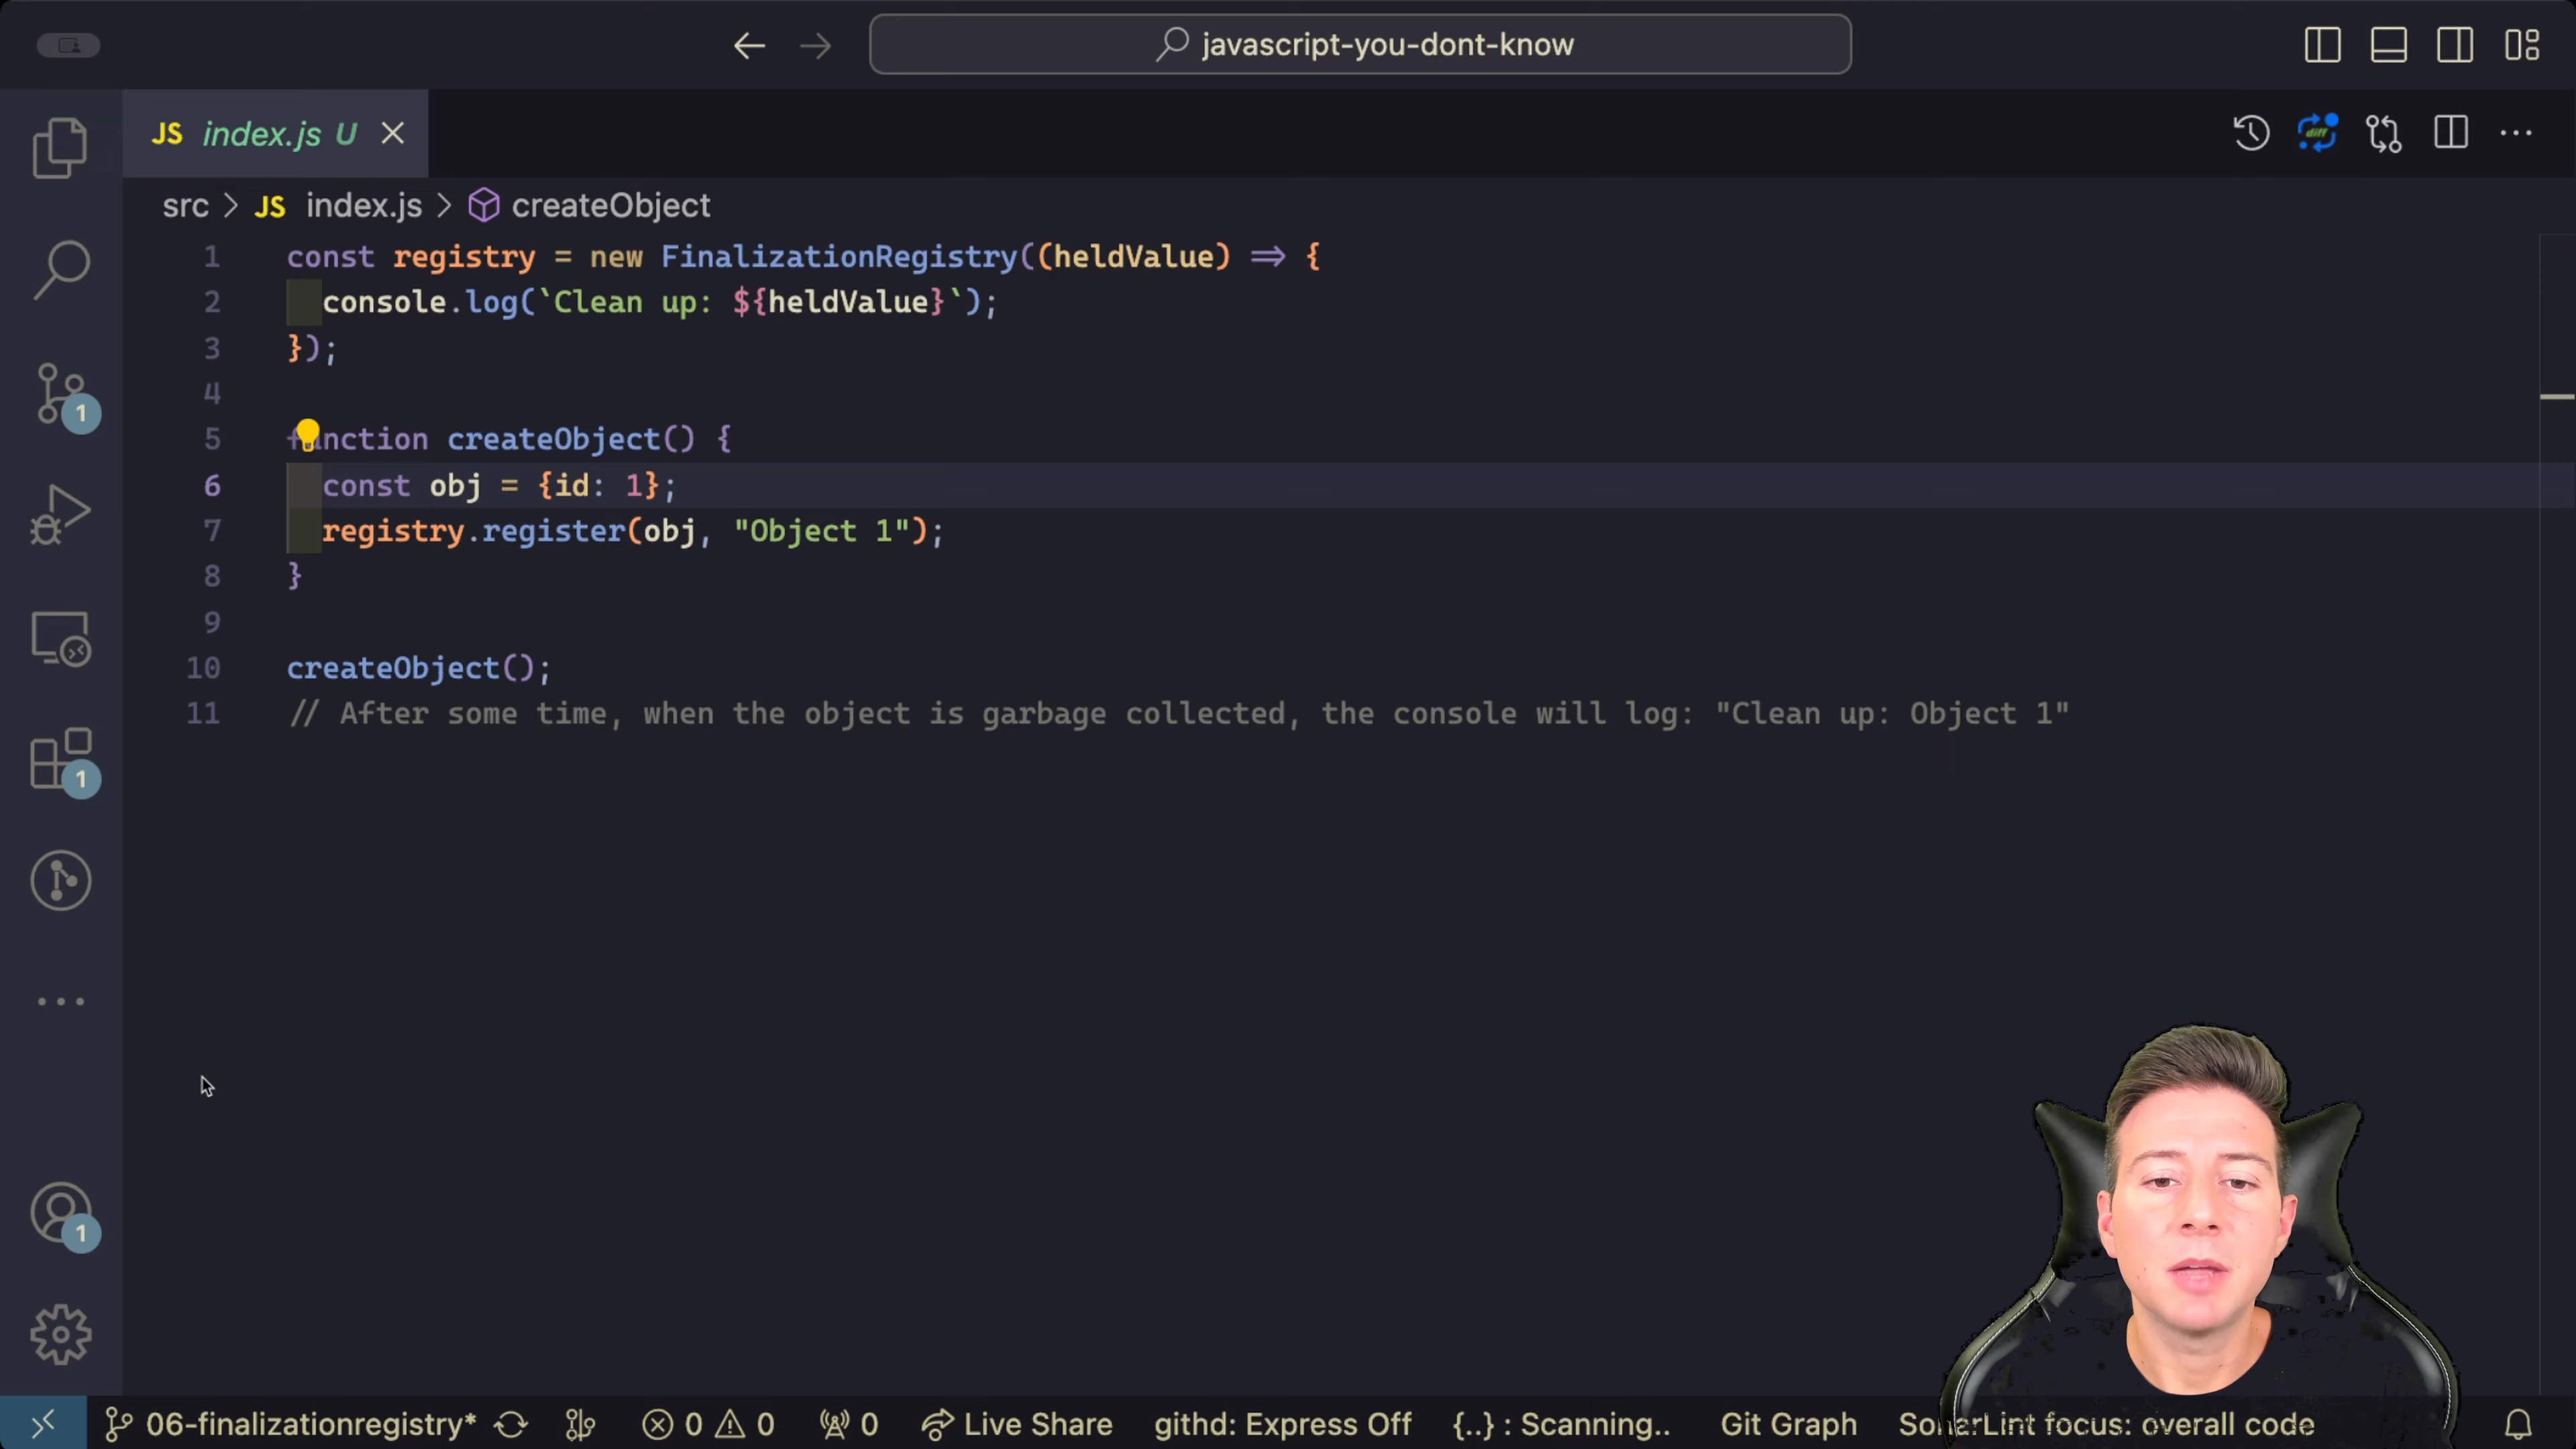 javascript-you-dont-know
JS index.js U
src > JS index.js > createObject
1 const registry = new FinalizationRegistry((heldValue) => {
2 console.log(`Clean up: ${heldValue}`);
3 });
4
5 function createObject() {
6 const obj = {id: 1};
7 registry.register(obj, "Object 1");
8 }
9
10 createObject();
11 // After some time, when the object is garbage collected, the console will log: "Clean up: Object 1"
1
1
1
06-finalizationregistry* 0 0 0 Live Share githd: Express Off {..} : Scanning.. Git Graph SonarLint focus: overall code